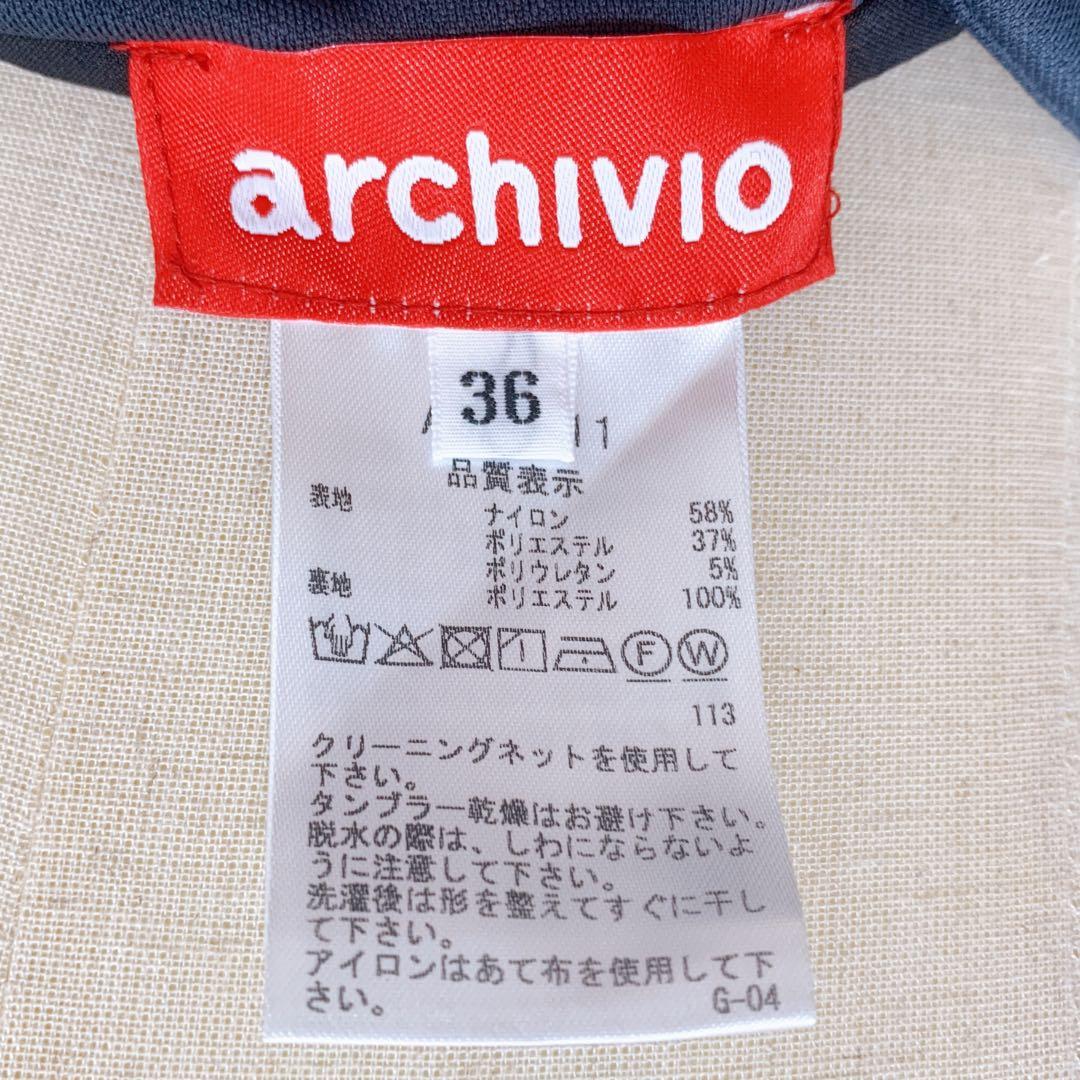 archivio
36
A 11
品質表示
表地 ナイロン 58%
ポリエステル 37%
ポリウレタン 5%
裏地 ポリエステル 100%
F W
113
クリーニングネットを使用して
下さい。
タンブラー乾燥はお避け下さい。
脱水の際は、しわにならないよ
うに注意して下さい。
洗濯後は形を整えてすぐに干し
て下さい。
アイロンはあて布を使用して下
さい。 G-04